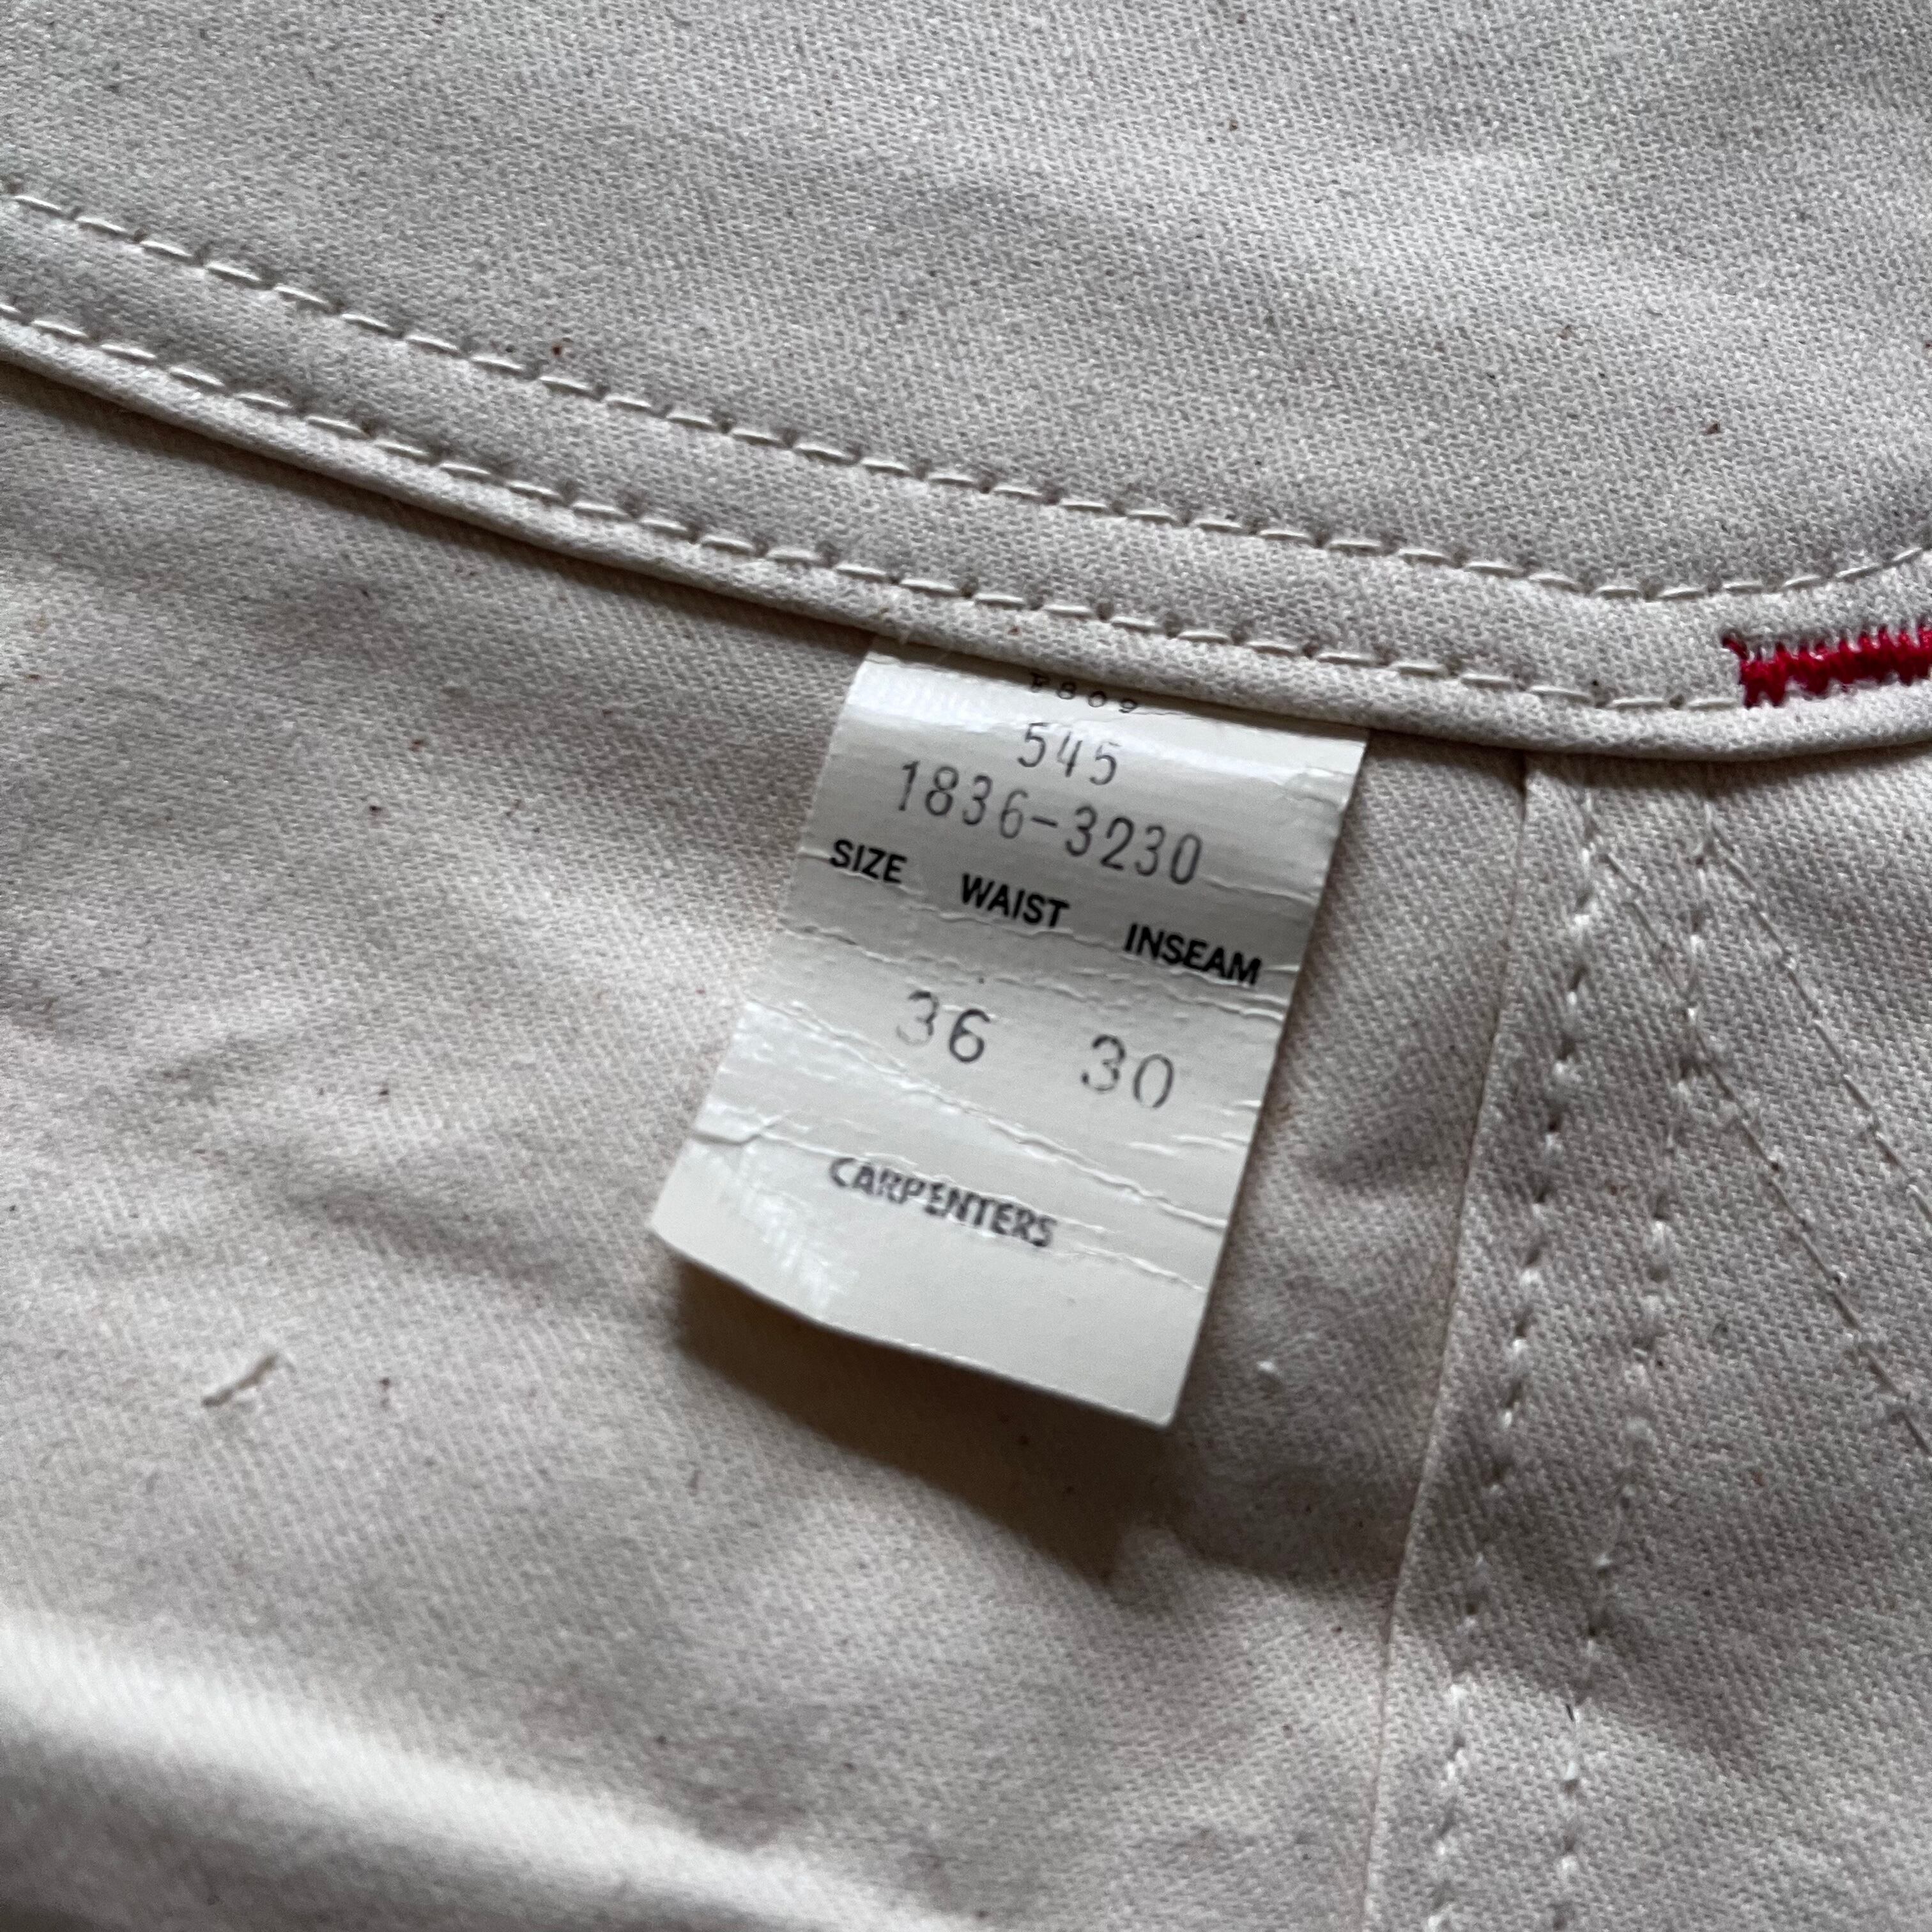 545
1836-3230
SIZE WAIST INSEAM
36 30
CARPENTERS